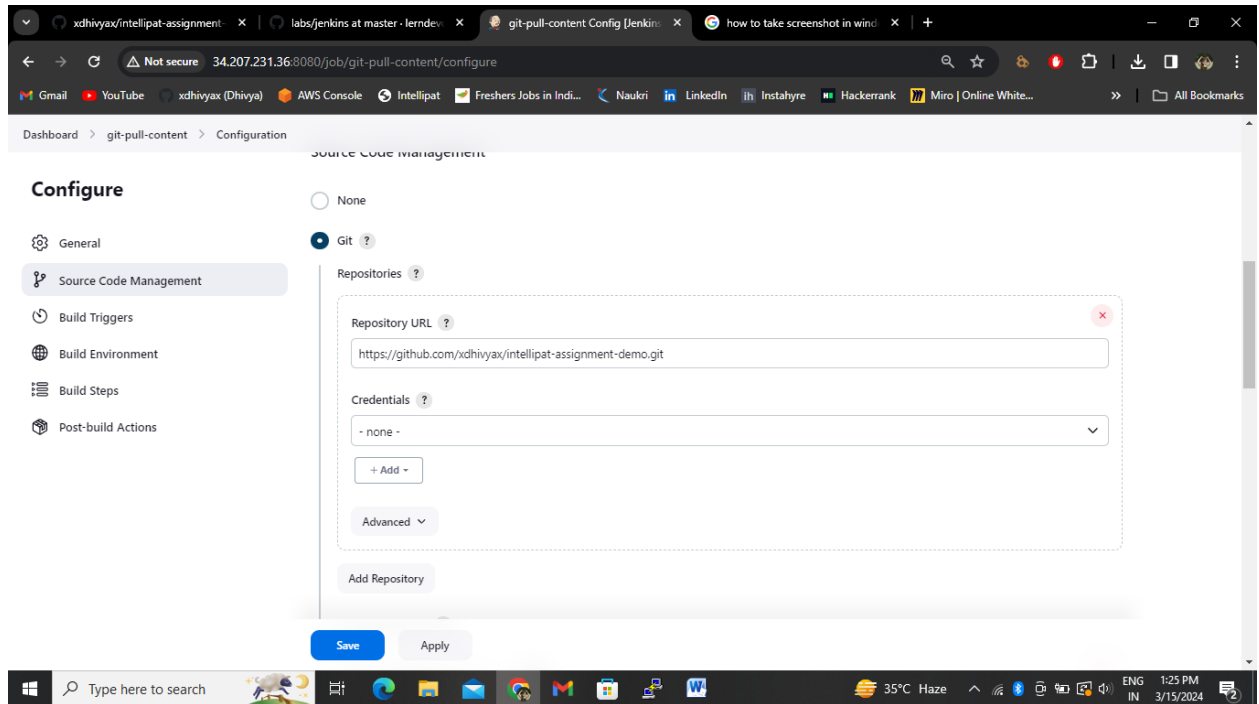 xdhivyax/intellipat-assignment-
labs/jenkins at master · lerndev
git-pull-content Config [Jenkins
how to take screenshot in wind
Not secure 34.207.231.36:8080/job/git-pull-content/configure
Gmail YouTube xdhivyax (Dhivya) AWS Console Intellipat Freshers Jobs in Indi... Naukri LinkedIn Instahyre Hackerrank Miro | Online White... » All Bookmarks
Dashboard > git-pull-content > Configuration
Source Code Management
Configure
General
Source Code Management
Build Triggers
Build Environment
Build Steps
Post-build Actions
None
Git ?
Repositories ?
Repository URL ?
https://github.com/xdhivyax/intellipat-assignment-demo.git
Credentials ?
- none -
+ Add
Advanced
Add Repository
Save Apply
Type here to search
35°C Haze
ENG
IN
1:25 PM
3/15/2024
2